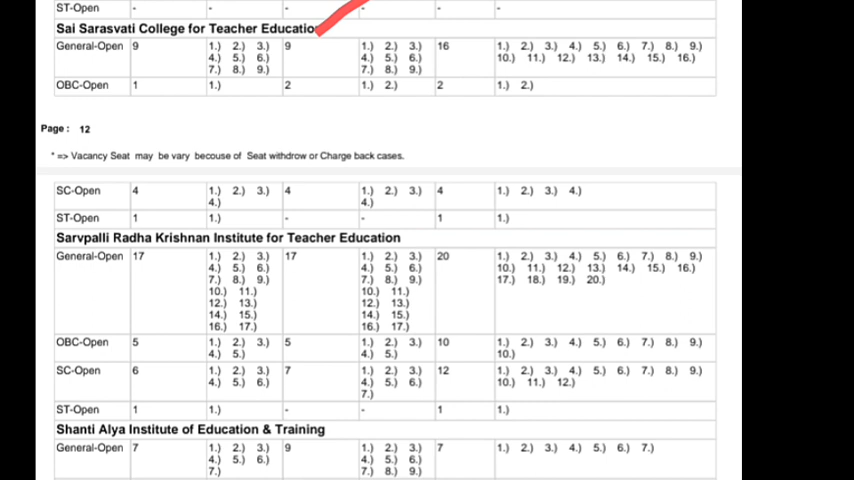 ST-Open - - - - - -
Sai Sarasvati College for Teacher Education
General-Open 9 1.) 2.) 3.) 9 1.) 2.) 3.) 16 1.) 2.) 3.) 4.) 5.) 6.) 7.) 8.) 9.)
4.) 5.) 6.) 4.) 5.) 6.) 10.) 11.) 12.) 13.) 14.) 15.) 16.)
7.) 8.) 9.) 7.) 8.) 9.)
OBC-Open 1 1.) 2 1.) 2.) 2 1.) 2.)
Page : 12
* => Vacancy Seat may be vary becouse of Seat withdrow or Charge back cases.
SC-Open 4 1.) 2.) 3.) 4 1.) 2.) 3.) 4 1.) 2.) 3.) 4.)
4.) 4.)
ST-Open 1 1.) - - 1 1.)
Sarvpalli Radha Krishnan Institute for Teacher Education
General-Open 17 1.) 2.) 3.) 17 1.) 2.) 3.) 20 1.) 2.) 3.) 4.) 5.) 6.) 7.) 8.) 9.)
4.) 5.) 6.) 4.) 5.) 6.) 10.) 11.) 12.) 13.) 14.) 15.) 16.)
7.) 8.) 9.) 7.) 8.) 9.) 17.) 18.) 19.) 20.)
10.) 11.) 10.) 11.)
12.) 13.) 12.) 13.)
14.) 15.) 14.) 15.)
16.) 17.) 16.) 17.)
OBC-Open 5 1.) 2.) 3.) 5 1.) 2.) 3.) 10 1.) 2.) 3.) 4.) 5.) 6.) 7.) 8.) 9.)
4.) 5.) 4.) 5.) 10.)
SC-Open 6 1.) 2.) 3.) 7 1.) 2.) 3.) 12 1.) 2.) 3.) 4.) 5.) 6.) 7.) 8.) 9.)
4.) 5.) 6.) 4.) 5.) 6.) 10.) 11.) 12.)
7.)
ST-Open 1 1.) - - 1 1.)
Shanti Alya Institute of Education & Training
General-Open 7 1.) 2.) 3.) 9 1.) 2.) 3.) 7 1.) 2.) 3.) 4.) 5.) 6.) 7.)
4.) 5.) 6.) 4.) 5.) 6.)
7.) 7.) 8.) 9.)